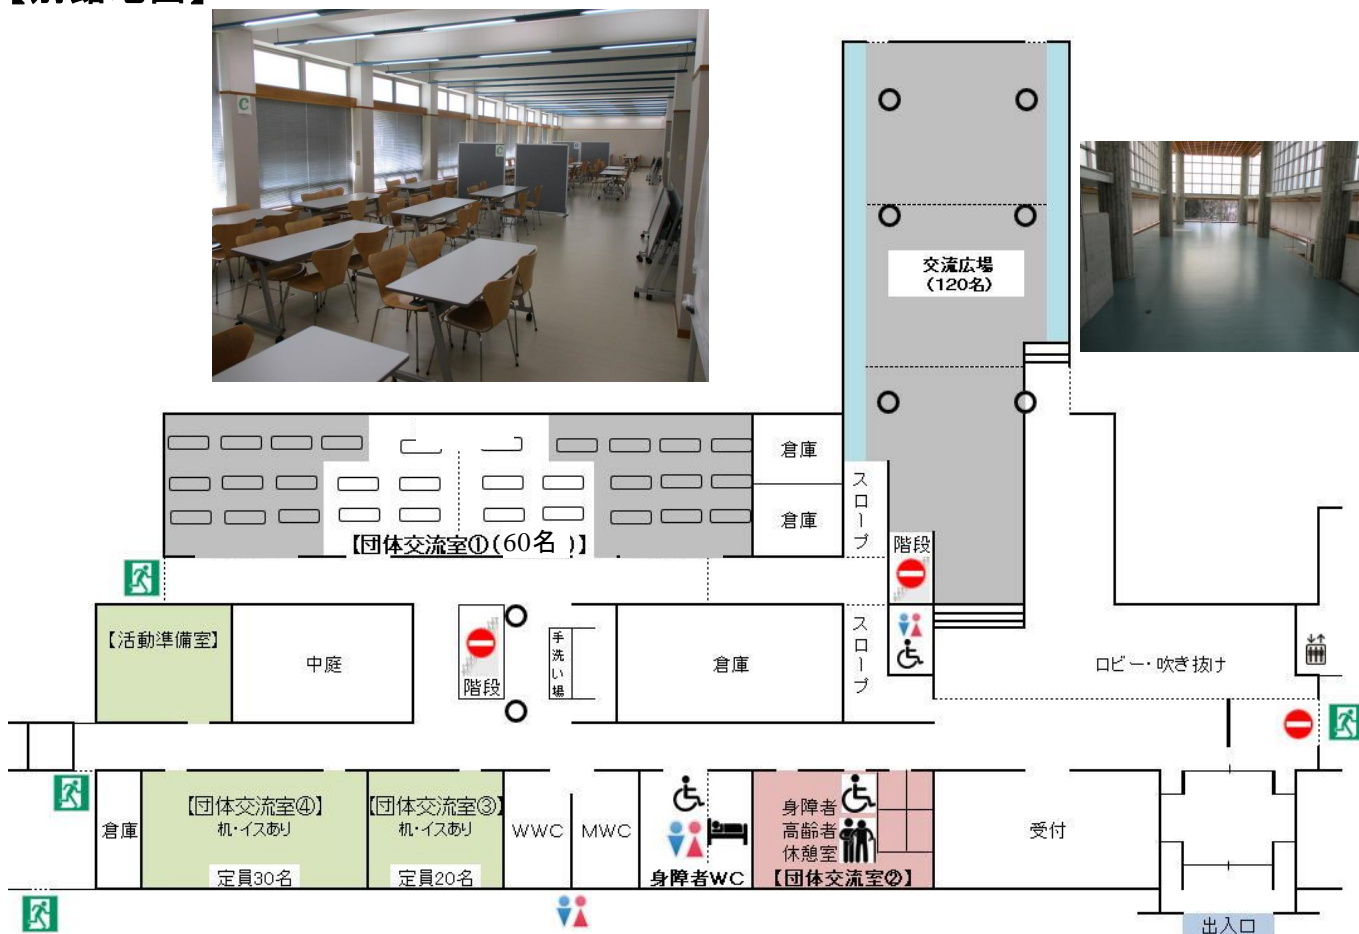 C
C
交流広場
(120名)
倉庫
倉庫
スロープ
階段
【団体交流室①(60名 )】
【活動準備室】
中庭
階段
手洗い場
倉庫
スロープ
ロビー・吹き抜け
倉庫
【団体交流室④】
机・イスあり
定員30名
【団体交流室③】
机・イスあり
定員20名
WWC
MWC
身障者WC
身障者
高齢者
休憩室
【団体交流室②】
受付
出入口